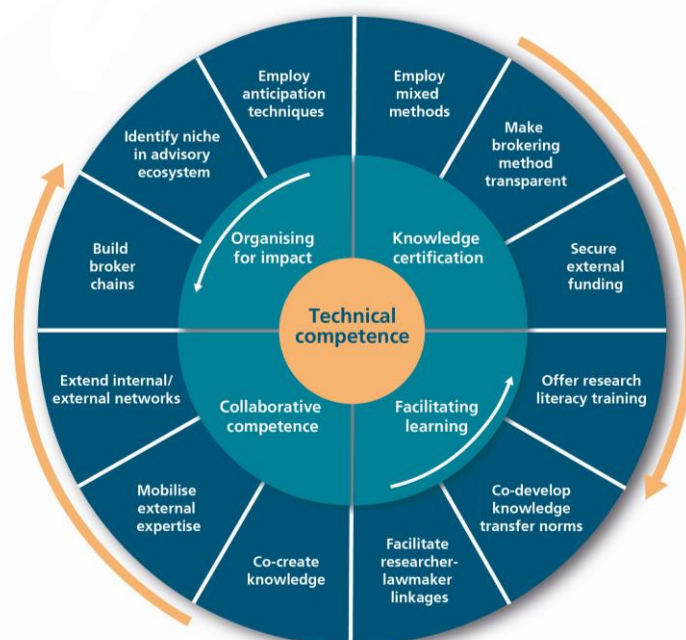 Employ
anticipation
techniques
Employ
mixed
methods
Make
brokering
method
transparent
Secure
external
funding
Offer research
literacy training
Co-develop
knowledge
transfer norms
Facilitate
researcher-
lawmaker
linkages
Co-create
knowledge
Mobilise
external
expertise
Extend internal/
external networks
Build
broker
chains
Identify niche
in advisory
ecosystem
Organising
for impact
Knowledge
certification
Technical
competence
Collaborative
competence
Facilitating
learning